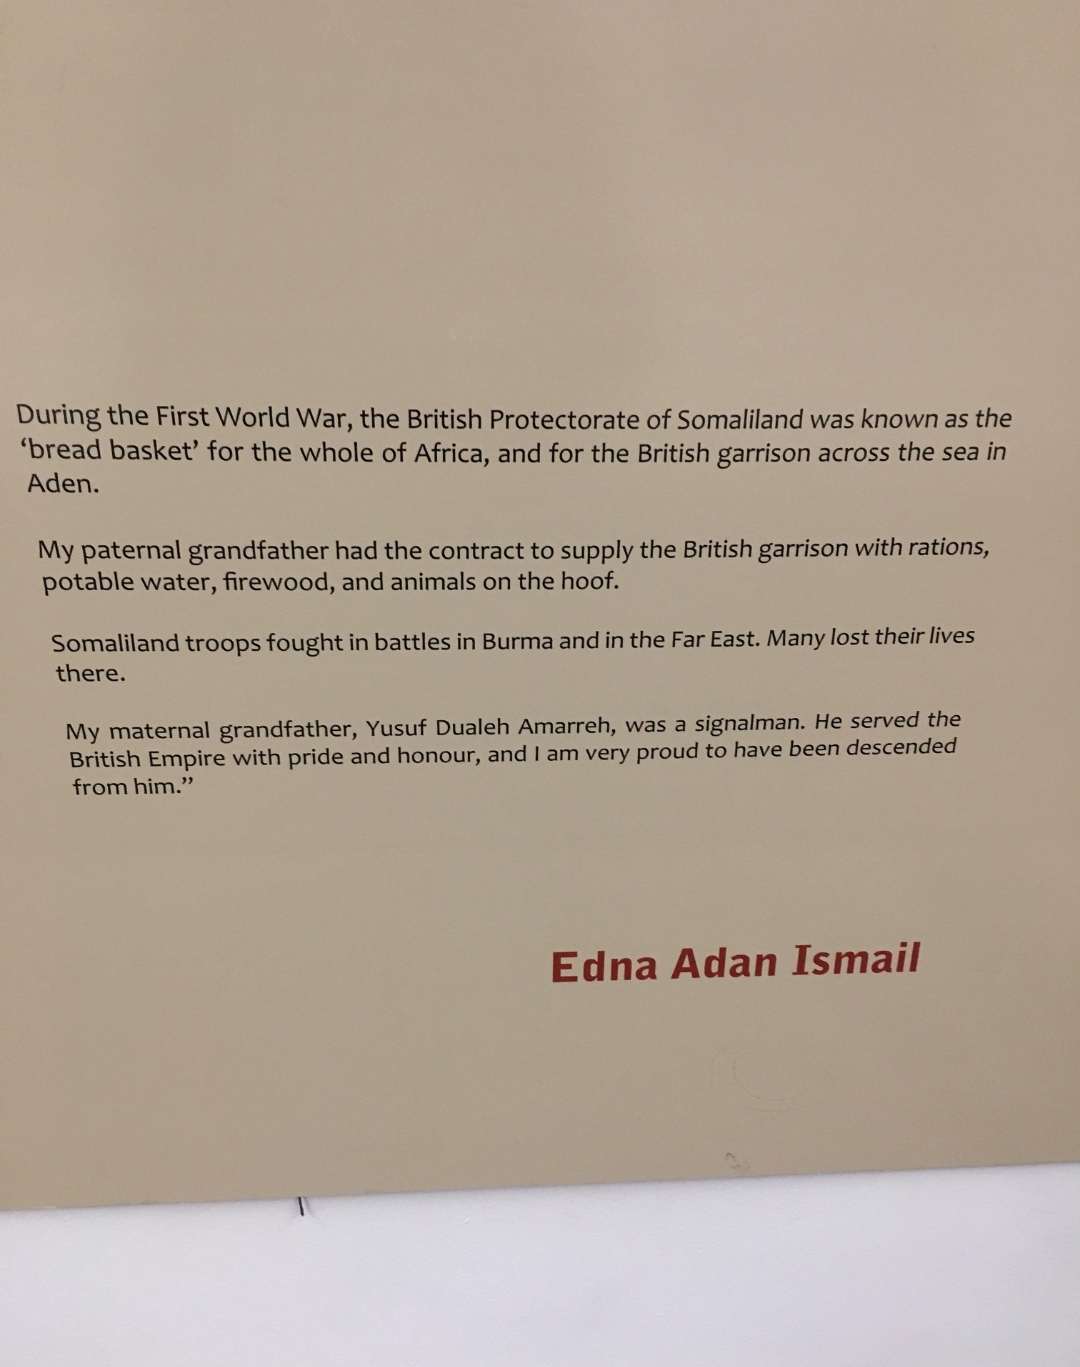 During the First World War, the British Protectorate of Somaliland was known as the
‘bread basket’ for the whole of Africa, and for the British garrison across the sea in
Aden.
My paternal grandfather had the contract to supply the British garrison with rations,
potable water, firewood, and animals on the hoof.
Somaliland troops fought in battles in Burma and in the Far East. Many lost their lives
there.
My maternal grandfather, Yusuf Dualeh Amarreh, was a signalman. He served the
British Empire with pride and honour, and I am very proud to have been descended
from him.”
Edna Adan Ismail